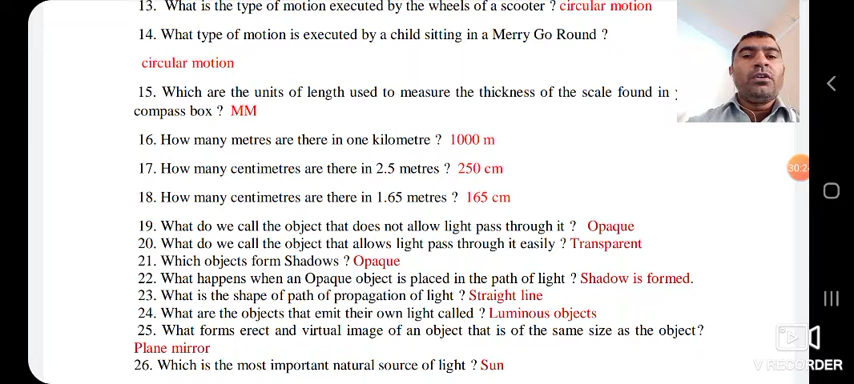 13. What is the type of motion executed by the wheels of a scooter ? circular motion
14. What type of motion is executed by a child sitting in a Merry Go Round ?
circular motion
15. Which are the units of length used to measure the thickness of the scale found in
compass box ? MM
16. How many metres are there in one kilometre ? 1000 m
17. How many centimetres are there in 2.5 metres ? 250 cm
18. How many centimetres are there in 1.65 metres ? 165 cm
19. What do we call the object that does not allow light pass through it ? Opaque
20. What do we call the object that allows light pass through it easily ? Transparent
21. Which objects form Shadows ? Opaque
22. What happens when an Opaque object is placed in the path of light ? Shadow is formed.
23. What is the shape of path of propagation of light ? Straight line
24. What are the objects that emit their own light called ? Luminous objects
25. What forms erect and virtual image of an object that is of the same size as the object?
Plane mirror
26. Which is the most important natural source of light ? Sun
30:2
V RECORDER